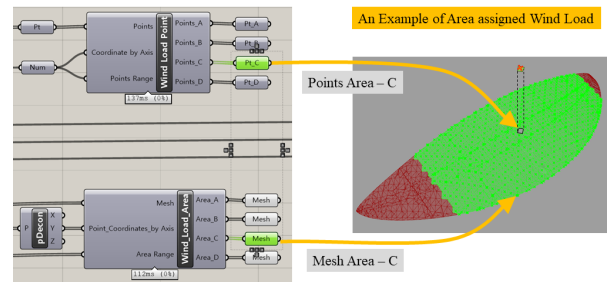 An Example of Area assigned Wind Load
Pt
Num
Points
Coordinate by Axis
Points Range
Wind Load Point
Points_A
Points_B
Points_C
Points_D
Pt_A
Pt_B
Pt_C
Pt_D
137ms (0%)
Points Area – C
P
pDecon
X
Y
Z
Mesh
Point_Coordinates_by Axis
Area Range
Wind_Load_Area
Area_A
Area_B
Area_C
Area_D
Mesh
Mesh
Mesh
Mesh
112ms (0%)
Mesh Area – C